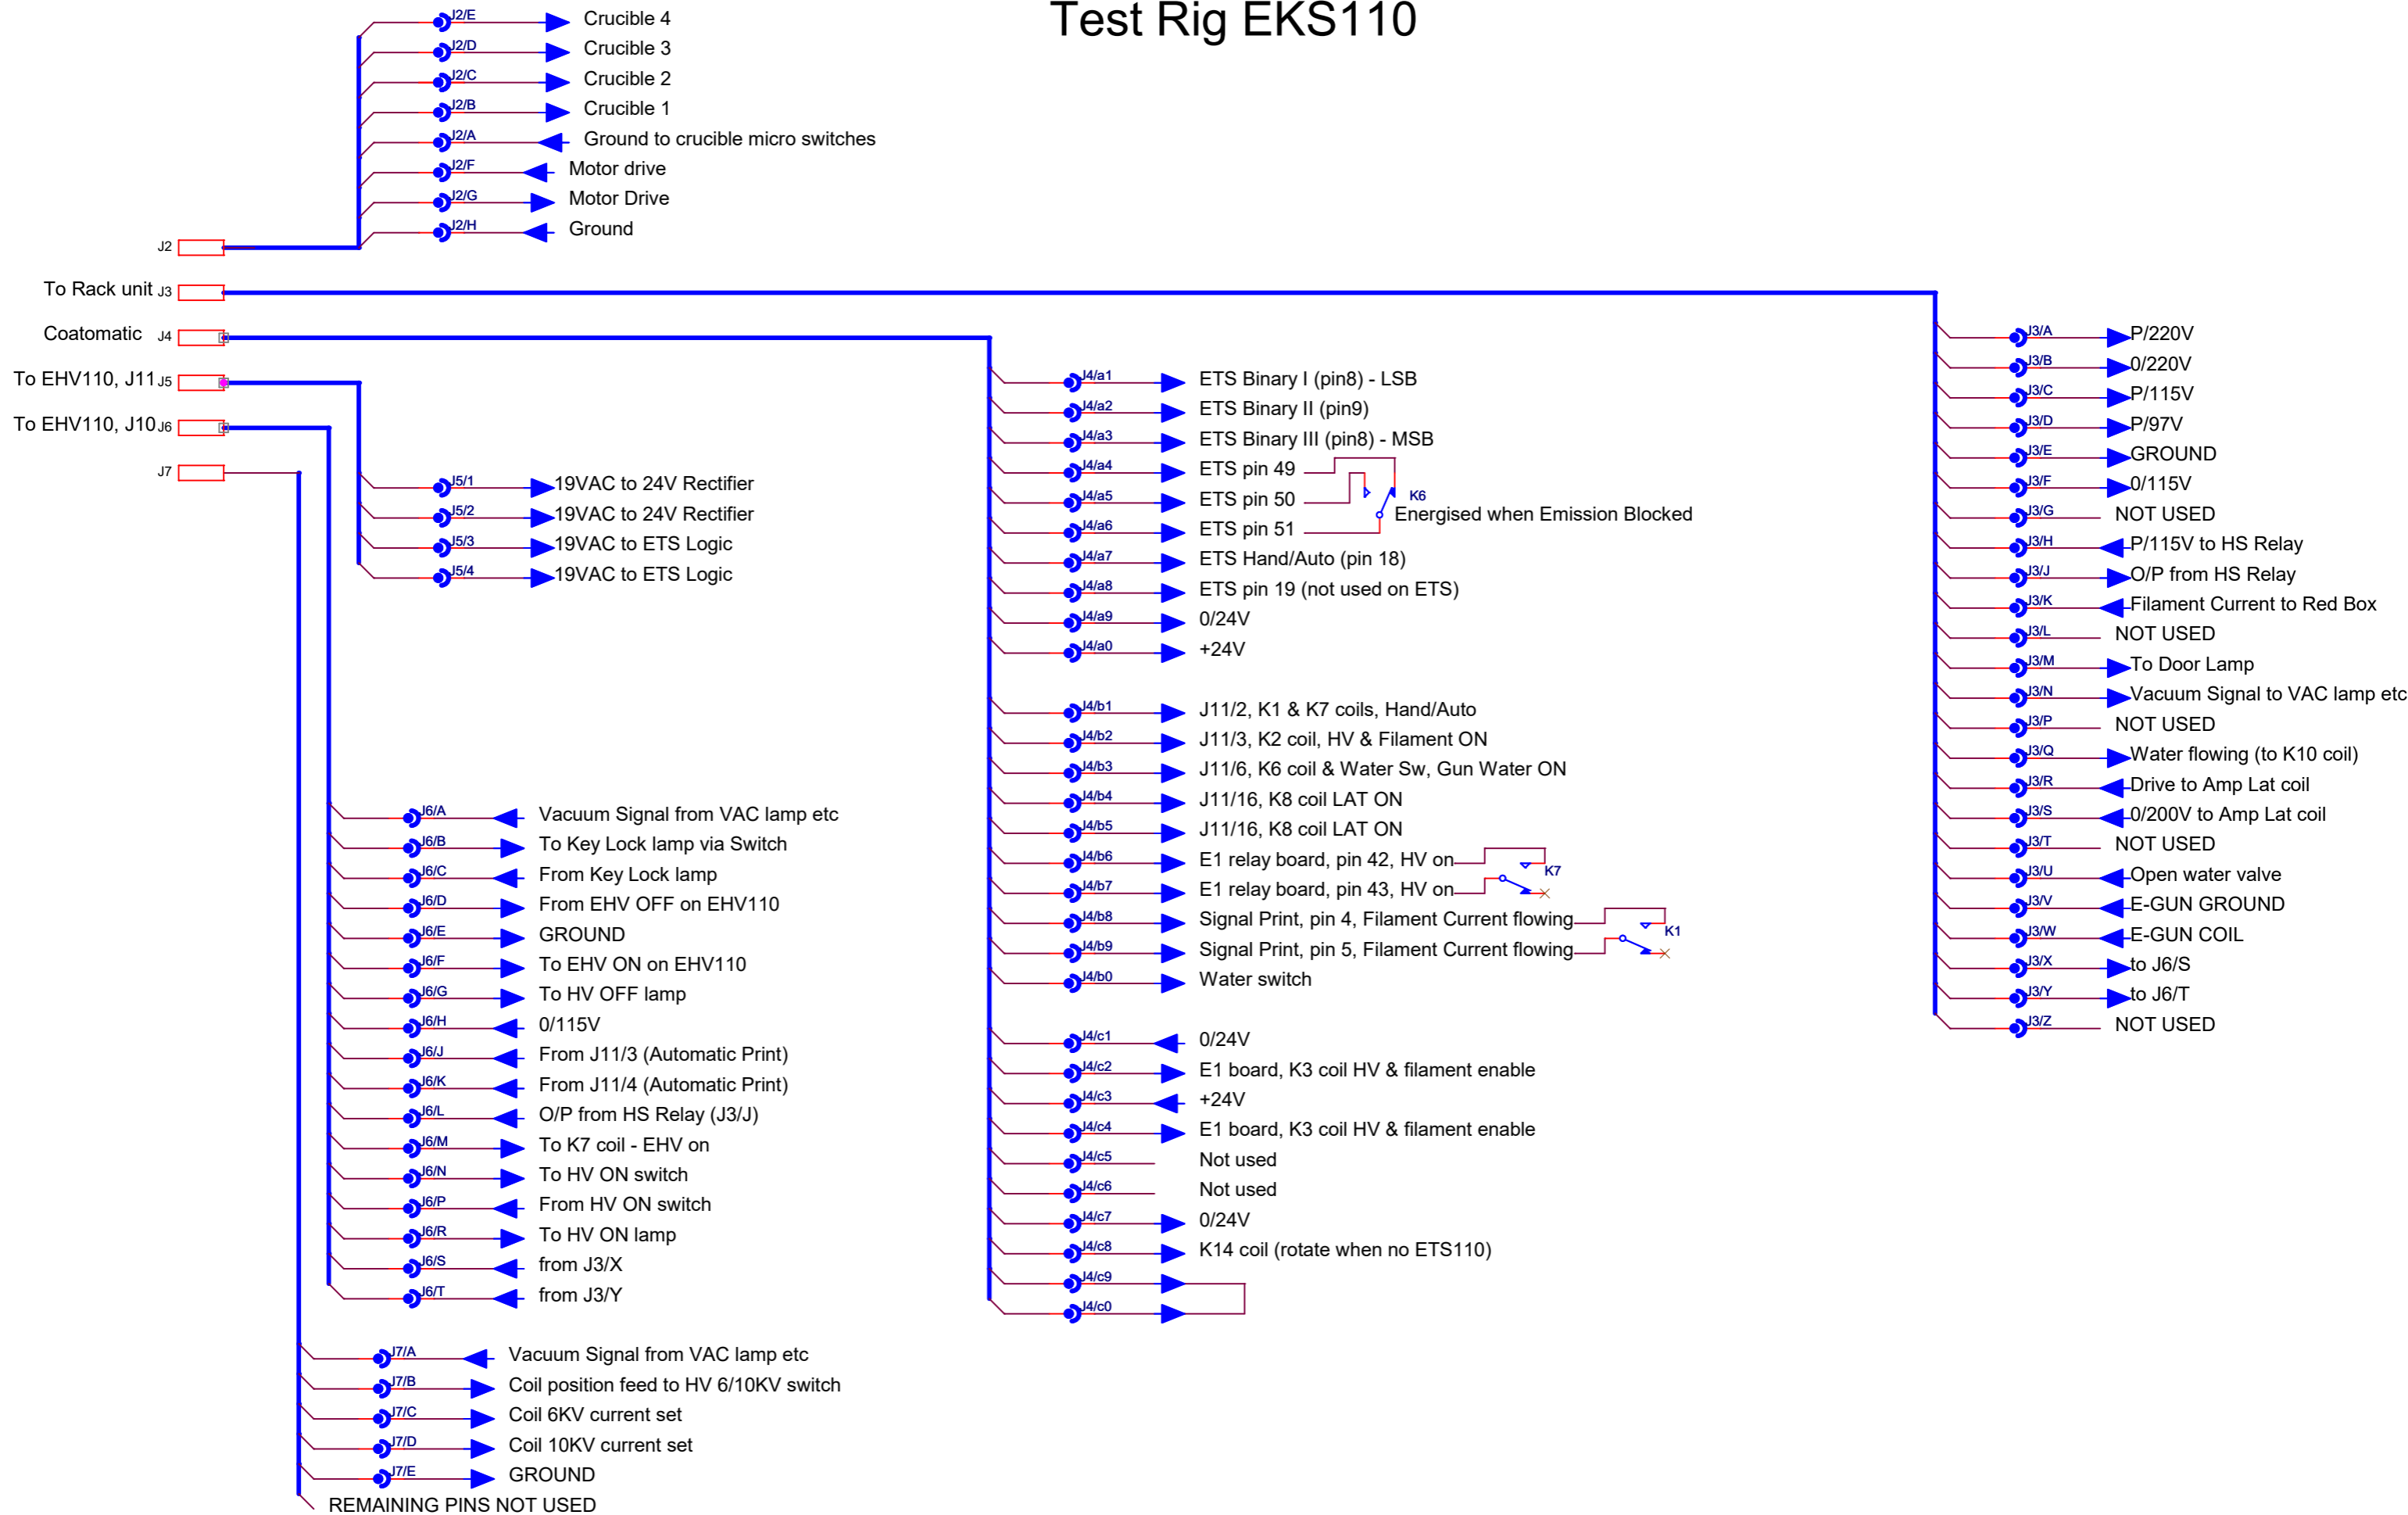 Test Rig EKS110
J2/E Crucible 4
J2/D Crucible 3
J2/C Crucible 2
J2/B Crucible 1
J2/A Ground to crucible micro switches
J2/F Motor drive
J2/G Motor Drive
J2/H Ground
J2
To Rack unit J3
Coatomatic J4
To EHV110, J11 J5
To EHV110, J10 J6
J7
J5/1 19VAC to 24V Rectifier
J5/2 19VAC to 24V Rectifier
J5/3 19VAC to ETS Logic
J5/4 19VAC to ETS Logic
J6/A Vacuum Signal from VAC lamp etc
J6/B To Key Lock lamp via Switch
J6/C From Key Lock lamp
J6/D From EHV OFF on EHV110
J6/E GROUND
J6/F To EHV ON on EHV110
J6/G To HV OFF lamp
J6/H 0/115V
J6/J From J11/3 (Automatic Print)
J6/K From J11/4 (Automatic Print)
J6/L O/P from HS Relay (J3/J)
J6/M To K7 coil - EHV on
J6/N To HV ON switch
J6/P From HV ON switch
J6/R To HV ON lamp
J6/S from J3/X
J6/T from J3/Y
J7/A Vacuum Signal from VAC lamp etc
J7/B Coil position feed to HV 6/10KV switch
J7/C Coil 6KV current set
J7/D Coil 10KV current set
J7/E GROUND
REMAINING PINS NOT USED
J4/a1 ETS Binary I (pin8) - LSB
J4/a2 ETS Binary II (pin9)
J4/a3 ETS Binary III (pin8) - MSB
J4/a4 ETS pin 49
J4/a5 ETS pin 50
K6
Energised when Emission Blocked
J4/a6 ETS pin 51
J4/a7 ETS Hand/Auto (pin 18)
J4/a8 ETS pin 19 (not used on ETS)
J4/a9 0/24V
J4/a0 +24V
J4/b1 J11/2, K1 & K7 coils, Hand/Auto
J4/b2 J11/3, K2 coil, HV & Filament ON
J4/b3 J11/6, K6 coil & Water Sw, Gun Water ON
J4/b4 J11/16, K8 coil LAT ON
J4/b5 J11/16, K8 coil LAT ON
J4/b6 E1 relay board, pin 42, HV on
K7
J4/b7 E1 relay board, pin 43, HV on
J4/b8 Signal Print, pin 4, Filament Current flowing
K1
J4/b9 Signal Print, pin 5, Filament Current flowing
J4/b0 Water switch
J4/c1 0/24V
J4/c2 E1 board, K3 coil HV & filament enable
J4/c3 +24V
J4/c4 E1 board, K3 coil HV & filament enable
J4/c5 Not used
J4/c6 Not used
J4/c7 0/24V
J4/c8 K14 coil (rotate when no ETS110)
J4/c9
J4/c0
J3/A P/220V
J3/B 0/220V
J3/C P/115V
J3/D P/97V
J3/E GROUND
J3/F 0/115V
J3/G NOT USED
J3/H P/115V to HS Relay
J3/J O/P from HS Relay
J3/K Filament Current to Red Box
J3/L NOT USED
J3/M To Door Lamp
J3/N Vacuum Signal to VAC lamp etc
J3/P NOT USED
J3/Q Water flowing (to K10 coil)
J3/R Drive to Amp Lat coil
J3/S 0/200V to Amp Lat coil
J3/T NOT USED
J3/U Open water valve
J3/V E-GUN GROUND
J3/W E-GUN COIL
J3/X to J6/S
J3/Y to J6/T
J3/Z NOT USED